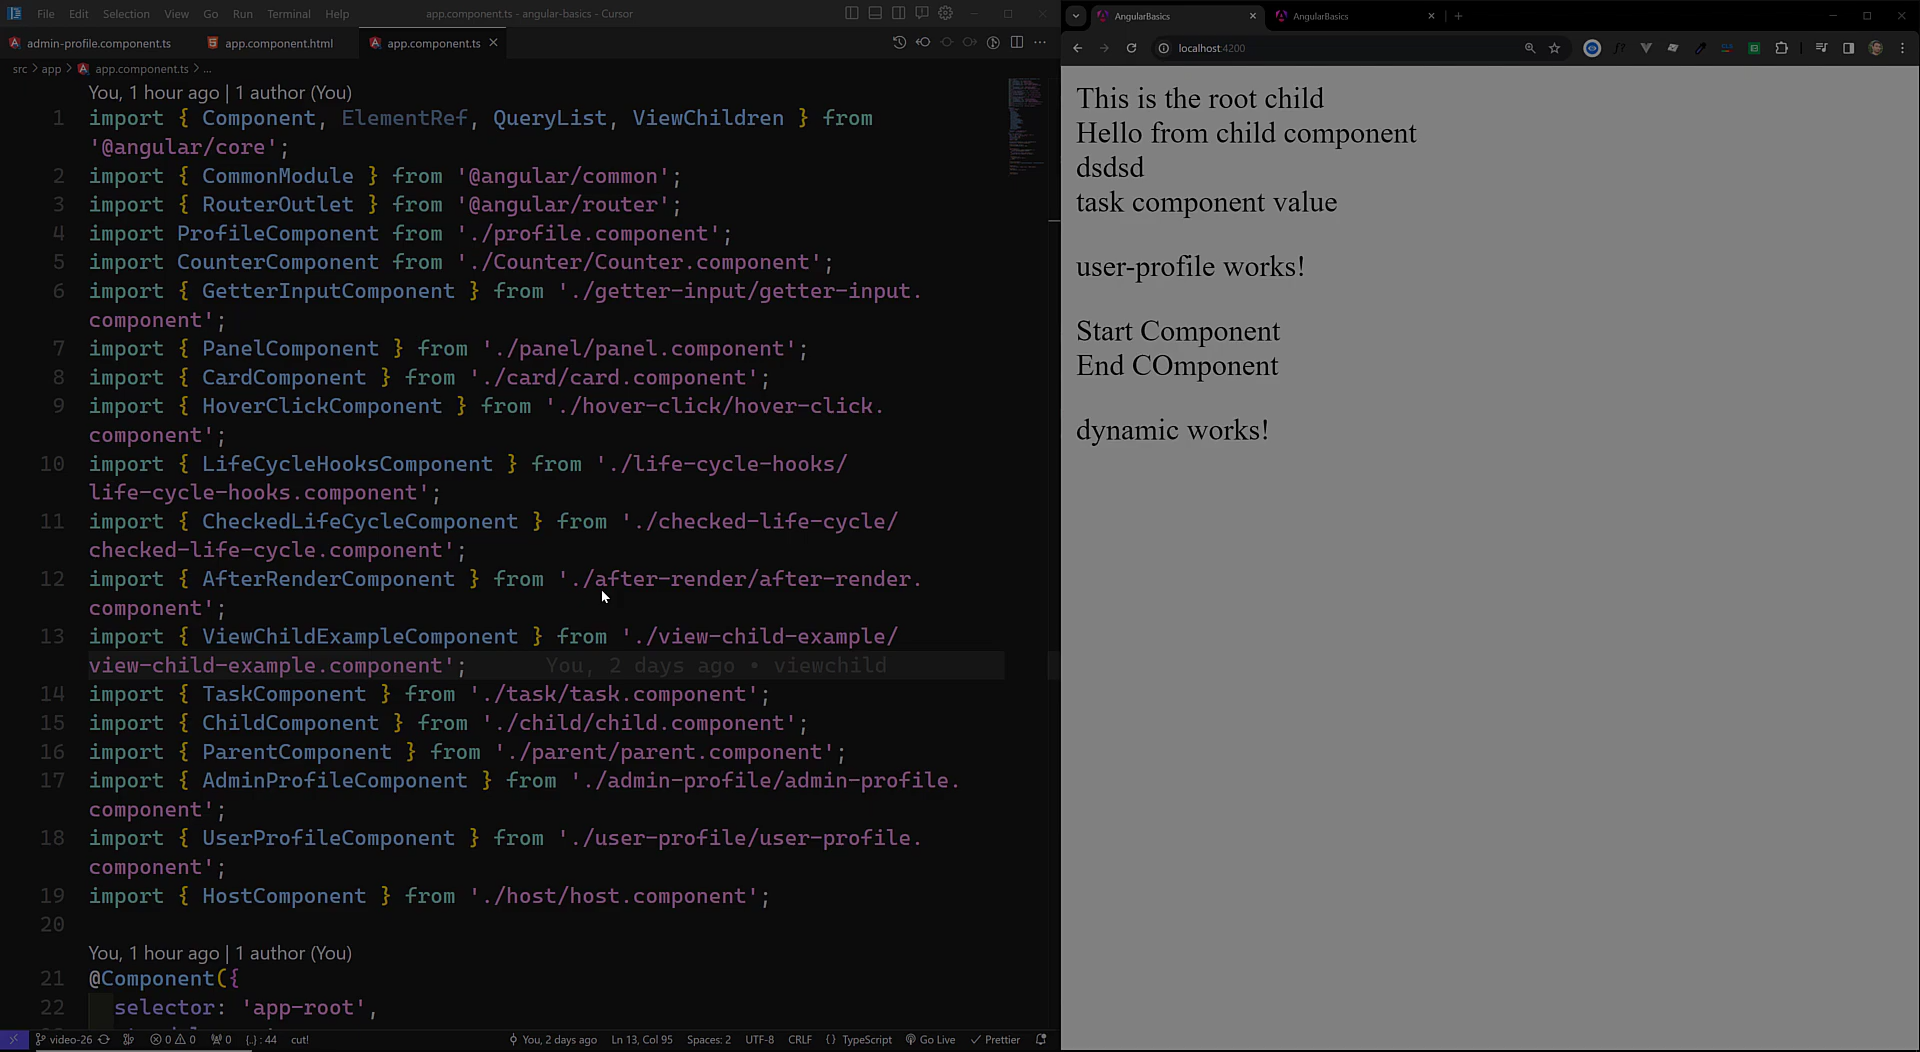 File Edit Selection View Go Run Terminal Help
app.component.ts - angular-basics - Cursor
admin-profile.component.ts
app.component.html
app.component.ts
src > app > app.component.ts > ...
You, 1 hour ago | 1 author (You)
1 import { Component, ElementRef, QueryList, ViewChildren } from
'@angular/core';
2 import { CommonModule } from '@angular/common';
3 import { RouterOutlet } from '@angular/router';
4 import ProfileComponent from './profile.component';
5 import CounterComponent from './Counter/Counter.component';
6 import { GetterInputComponent } from './getter-input/getter-input.
component';
7 import { PanelComponent } from './panel/panel.component';
8 import { CardComponent } from './card/card.component';
9 import { HoverClickComponent } from './hover-click/hover-click.
component';
10 import { LifeCycleHooksComponent } from './life-cycle-hooks/
life-cycle-hooks.component';
11 import { CheckedLifeCycleComponent } from './checked-life-cycle/
checked-life-cycle.component';
12 import { AfterRenderComponent } from './after-render/after-render.
component';
13 import { ViewChildExampleComponent } from './view-child-example/
view-child-example.component'; You, 2 days ago • viewchild
14 import { TaskComponent } from './task/task.component';
15 import { ChildComponent } from './child/child.component';
16 import { ParentComponent } from './parent/parent.component';
17 import { AdminProfileComponent } from './admin-profile/admin-profile.
component';
18 import { UserProfileComponent } from './user-profile/user-profile.
component';
19 import { HostComponent } from './host/host.component';
20
You, 1 hour ago | 1 author (You)
21 @Component({
22 selector: 'app-root',
video-26 0 0 0 {..} : 44 cut! You, 2 days ago Ln 13, Col 95 Spaces: 2 UTF-8 CRLF {} TypeScript Go Live Prettier
AngularBasics
AngularBasics
localhost:4200
This is the root child
Hello from child component
dsdsd
task component value
user-profile works!
Start Component
End COmponent
dynamic works!